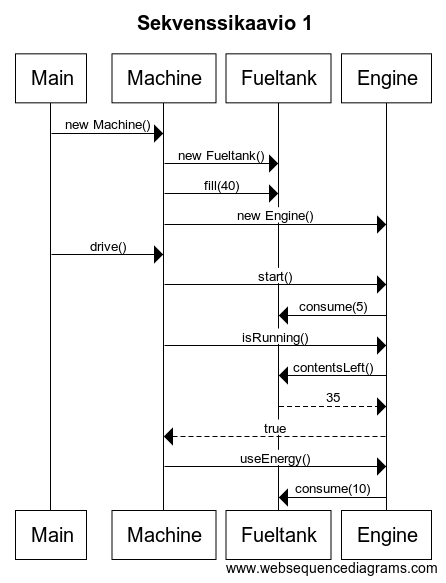 Sekvenssikaavio 1
Main Machine Fueltank Engine
new Machine()
new Fueltank()
fill(40)
new Engine()
drive()
start()
consume(5)
isRunning()
contentsLeft()
35
true
useEnergy()
consume(10)
Main Machine Fueltank Engine
www.websequencediagrams.com